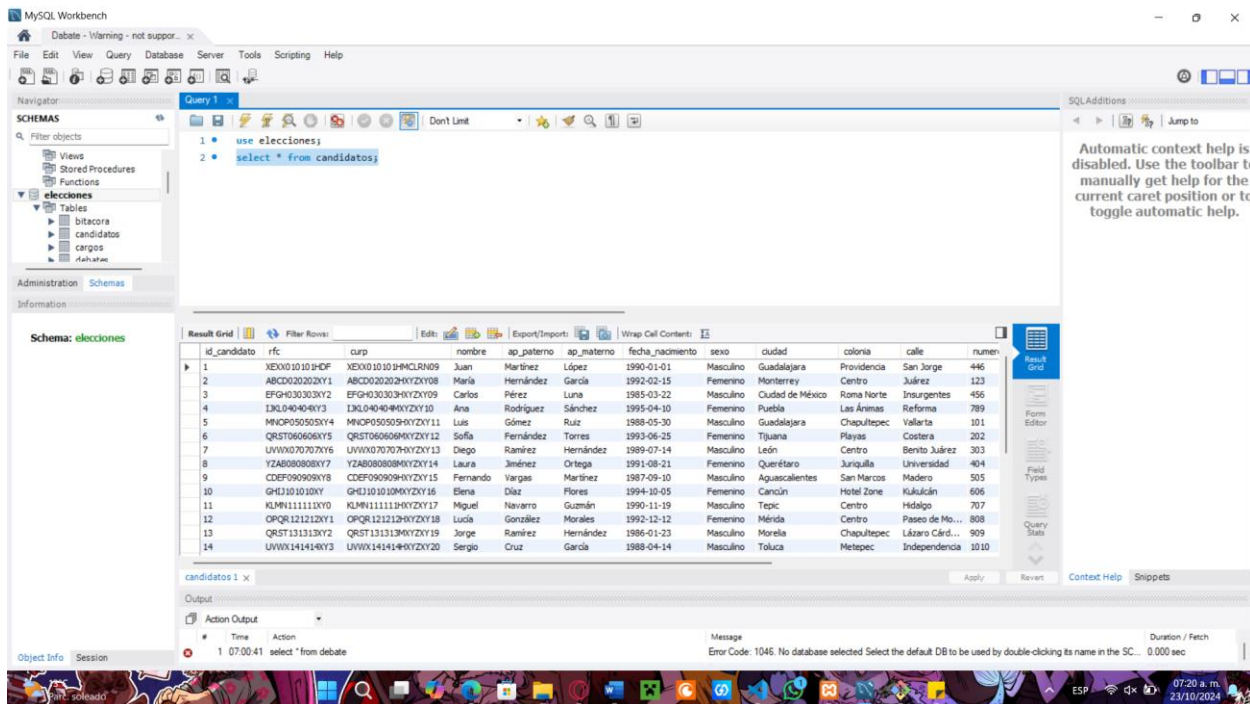 MySQL Workbench
Dabate - Warning - not suppor...
File Edit View Query Database Server Tools Scripting Help
Navigator
SCHEMAS
Filter objects
Views
Stored Procedures
Functions
elecciones
Tables
bitacora
candidatos
cargos
debates
Administration Schemas
Information
Schema: elecciones
Object Info Session
Query 1
Don't Limit
1 use elecciones;
2 select * from candidatos;
Result Grid Filter Rows: Edit: Export/Import: Wrap Cell Content:
id_candidato rfc curp nombre ap_paterno ap_materno fecha_nacimiento sexo ciudad colonia calle numer
1 XEXX010101HDF XEXX010101HMCLRN09 Juan Martínez López 1990-01-01 Masculino Guadalajara Providencia San Jorge 446
2 ABCD020202XY1 ABCD020202HXYZXY08 María Hernández García 1992-02-15 Femenino Monterrey Centro Juárez 123
3 EFGH030303XY2 EFGH030303HXYZXY09 Carlos Pérez Luna 1985-03-22 Masculino Ciudad de México Roma Norte Insurgentes 456
4 IJKL040404XY3 IJKL040404MXYZXY10 Ana Rodríguez Sánchez 1995-04-10 Femenino Puebla Las Ánimas Reforma 789
5 MNOP050505XY4 MNOP050505HXYZXY11 Luis Gómez Ruiz 1988-05-30 Masculino Guadalajara Chapultepec Vallarta 101
6 QRST060606XY5 QRST060606MXYZXY12 Sofía Fernández Torres 1993-06-25 Femenino Tijuana Playas Costera 202
7 UVWX070707XY6 UVWX070707HXYZXY13 Diego Ramírez Hernández 1989-07-14 Masculino León Centro Benito Juárez 303
8 YZAB080808XY7 YZAB080808MXYZXY14 Laura Jiménez Ortega 1991-08-21 Femenino Querétaro Juriquilla Universidad 404
9 CDEF090909XY8 CDEF090909HXYZXY15 Fernando Vargas Martínez 1987-09-10 Masculino Aguascalientes San Marcos Madero 505
10 GHIJ101010XY GHIJ101010MXYZXY16 Elena Díaz Flores 1994-10-05 Femenino Cancún Hotel Zone Kukulcán 606
11 KLMN111111XY0 KLMN111111HXYZXY17 Miguel Navarro Guzmán 1990-11-19 Masculino Tepic Centro Hidalgo 707
12 OPQR121212XY1 OPQR121212HXYZXY18 Lucía González Morales 1992-12-12 Femenino Mérida Centro Paseo de Mo... 808
13 QRST131313XY2 QRST131313MXYZXY19 Jorge Ramírez Hernández 1986-01-23 Masculino Morelia Chapultepec Lázaro Cárd... 909
14 UVWX141414XY3 UVWX141414HXYZXY20 Sergio Cruz García 1988-04-14 Masculino Toluca Metepec Independencia 1010
Result
Grid
Form
Editor
Field
Types
Query
Stats
candidatos 1
Apply Revert
Output
Action Output
# Time Action Message Duration / Fetch
1 07:00:41 select * from debate Error Code: 1046. No database selected Select the default DB to be used by double-clicking its name in the SC... 0.000 sec
SQLAdditions
Jump to
Automatic context help is
disabled. Use the toolbar to
manually get help for the
current caret position or to
toggle automatic help.
Context Help Snippets
Parc. soleado
ESP
07:20 a. m.
23/10/2024